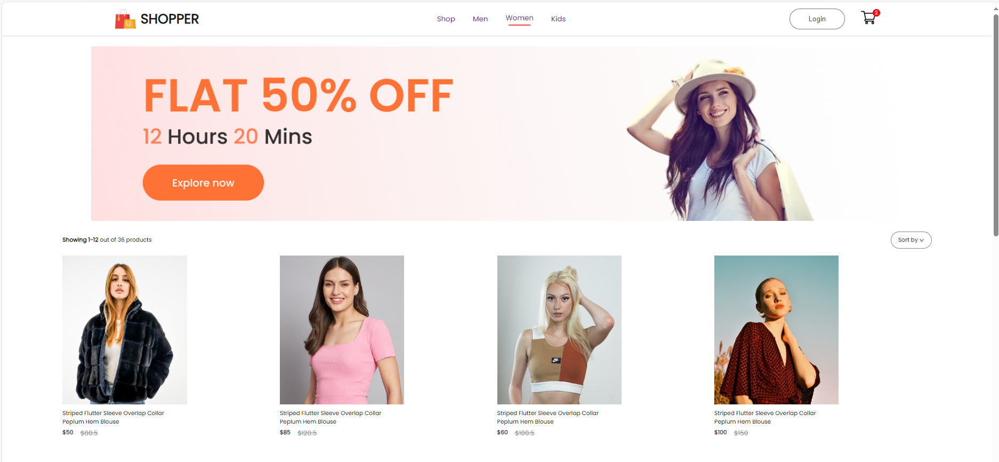 U SHOPPER
Shop Men Women Kids
Login
2
FLAT 50% OFF
12 Hours 20 Mins
Explore now
Showing 1-12 out of 36 products
Sort by
Striped Flutter Sleeve Overlap Collar
Peplum Hem Blouse
$50 $80.5
Striped Flutter Sleeve Overlap Collar
Peplum Hem Blouse
$85 $120.5
Striped Flutter Sleeve Overlap Collar
Peplum Hem Blouse
$60 $100.5
Striped Flutter Sleeve Overlap Collar
Peplum Hem Blouse
$100 $150